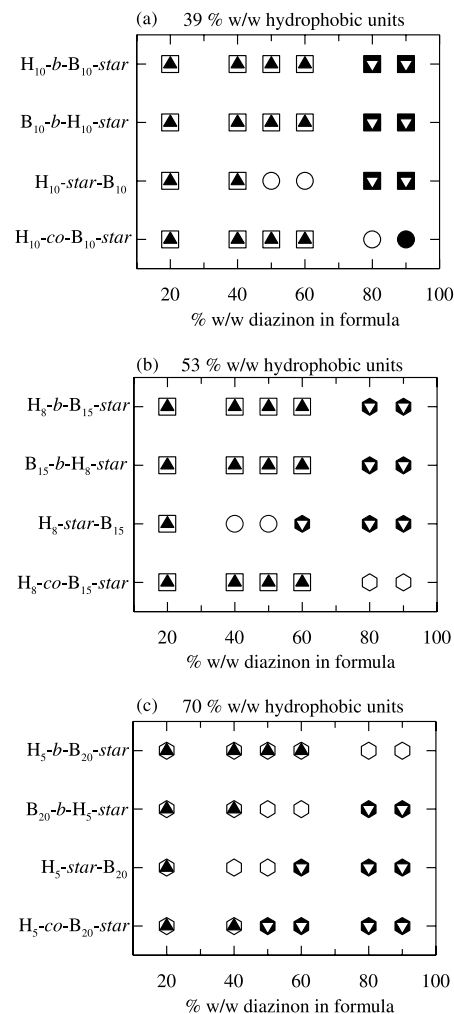 (a) 39 % w/w hydrophobic units
H₁₀-b-B₁₀-star
B₁₀-b-H₁₀-star
H₁₀-star-B₁₀
H₁₀-co-B₁₀-star
20 40 60 80 100
% w/w diazinon in formula
(b) 53 % w/w hydrophobic units
H₈-b-B₁₅-star
B₁₅-b-H₈-star
H₈-star-B₁₅
H₈-co-B₁₅-star
20 40 60 80 100
% w/w diazinon in formula
(c) 70 % w/w hydrophobic units
H₅-b-B₂₀-star
B₂₀-b-H₅-star
H₅-star-B₂₀
H₅-co-B₂₀-star
20 40 60 80 100
% w/w diazinon in formula